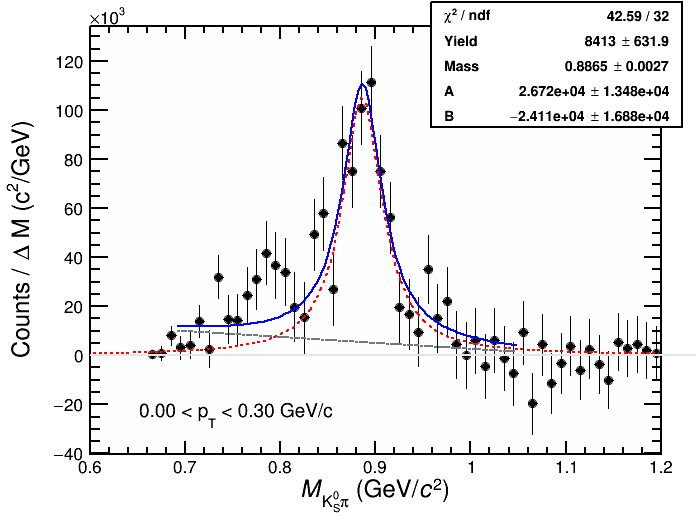 ×10³
χ² / ndf 42.59 / 32
Yield 8413 ± 631.9
Mass 0.8865 ± 0.0027
A 2.672e+04 ± 1.348e+04
B −2.411e+04 ± 1.688e+04
Counts / Δ M (c²/GeV)
120
100
80
60
40
20
0
−20
−40
0.00 < p_T < 0.30 GeV/c
0.6 0.7 0.8 0.9 1 1.1 1.2
M_{K⁰_Sπ} (GeV/c²)